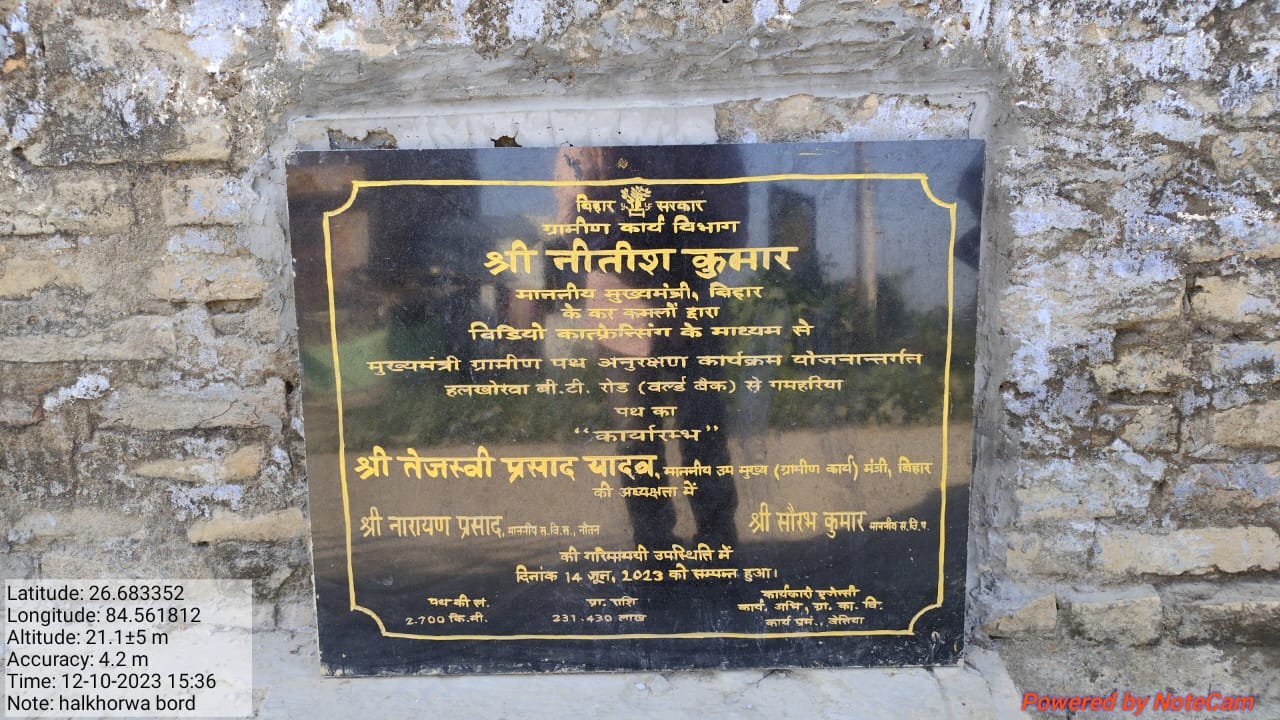 बिहार सरकार
ग्रामीण कार्य विभाग
श्री नीतीश कुमार
माननीय मुख्यमंत्री, बिहार
के कर कमलों द्वारा
विडियो कान्फ्रेन्सिंग के माध्यम से
मुख्यमंत्री ग्रामीण पथ अनुरक्षण कार्यक्रम योजनान्तर्गत
हलखोरवा बी.टी. रोड (वर्ल्ड बैंक) से गमहरिया
पथ का
“कार्यारम्भ”
श्री तेजस्वी प्रसाद यादव, माननीय उप मुख्य (ग्रामीण कार्य) मंत्री, बिहार
की अध्यक्षता में
श्री नारायण प्रसाद, माननीय स.वि.स., नौतन श्री सौरभ कुमार माननीय स.वि.प.
की गरिमामयी उपस्थिति में
दिनांक 14 जून, 2023 को सम्पन्न हुआ।
पथ की लं. प्रा. राशि कार्यकारी एजेन्सी
2.700 कि.मी. 231.430 लाख कार्य. अभि., ग्रा. का. वि.
कार्य प्रमं., बेतिया
Latitude: 26.683352
Longitude: 84.561812
Altitude: 21.1±5 m
Accuracy: 4.2 m
Time: 12-10-2023 15:36
Note: halkhorwa bord
Powered by NoteCam